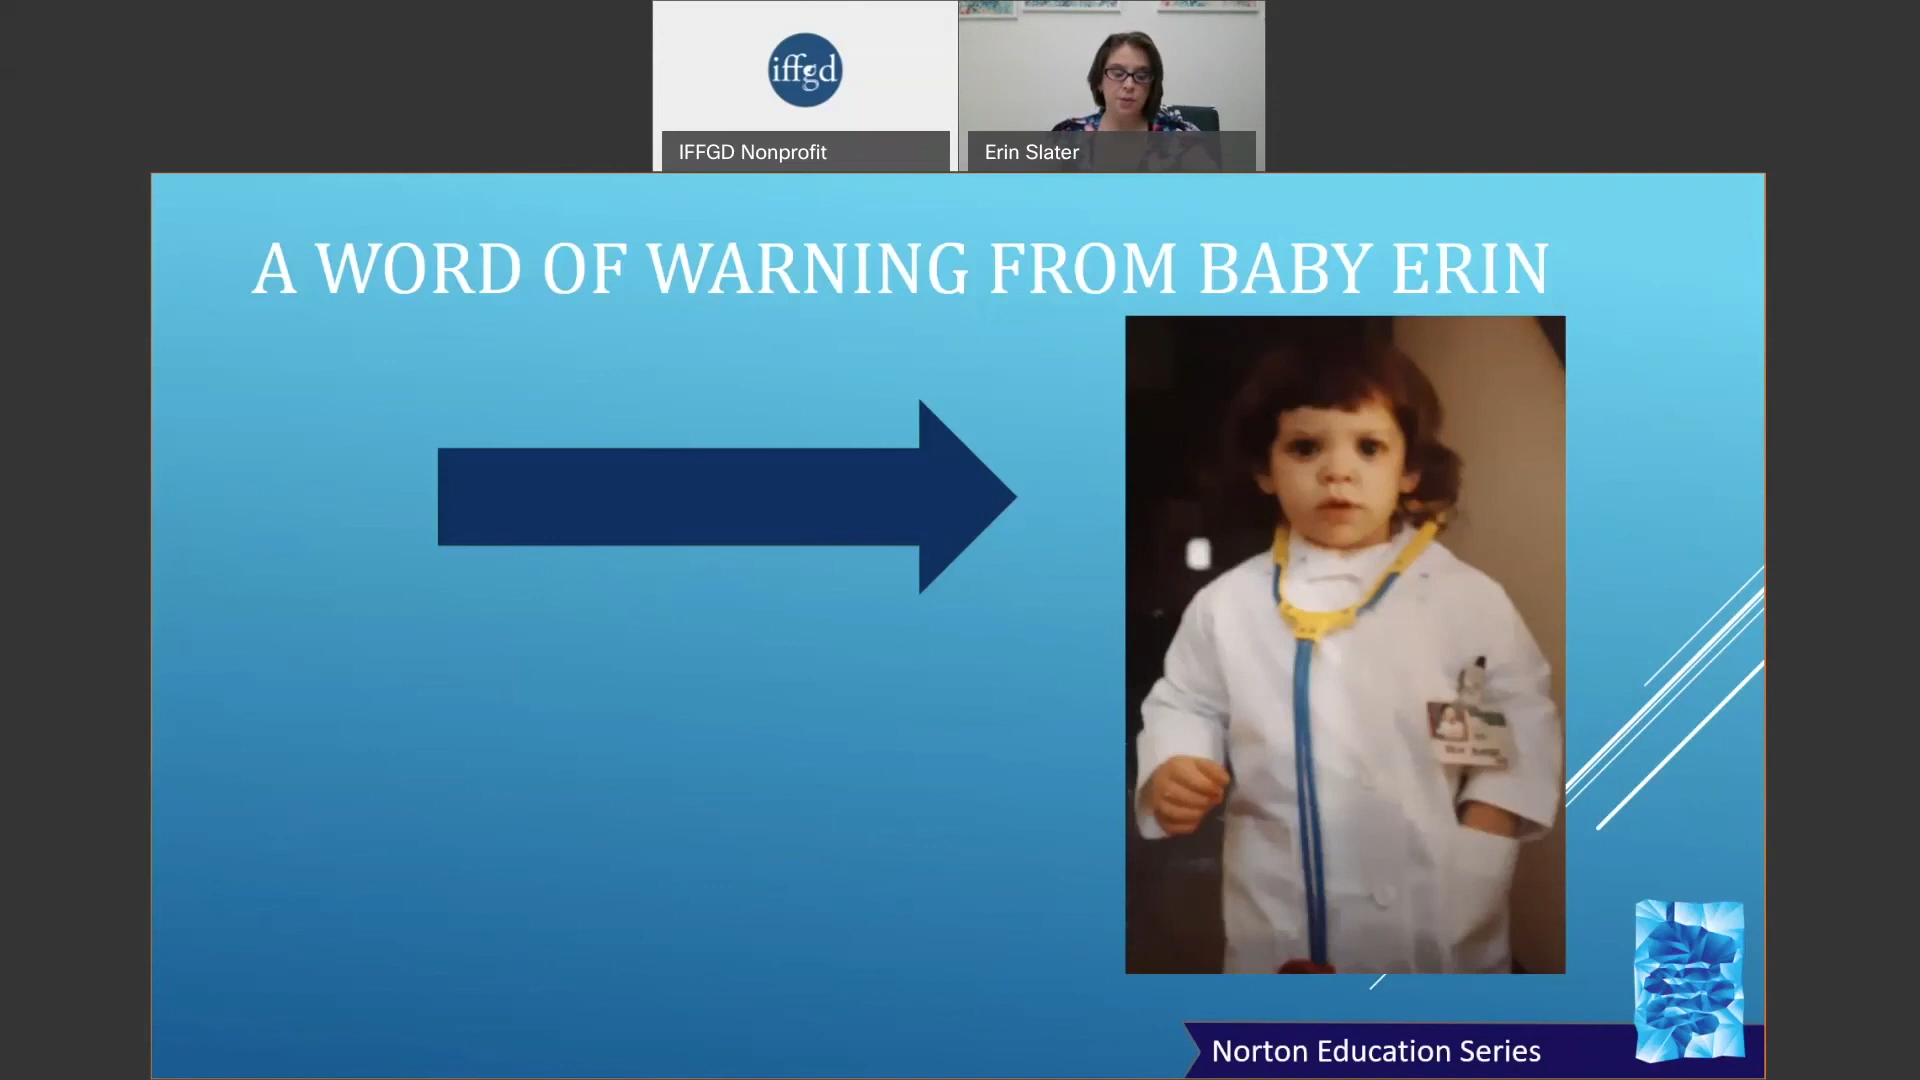 iffgd
IFFGD Nonprofit
Erin Slater
A WORD OF WARNING FROM BABY ERIN
Norton Education Series